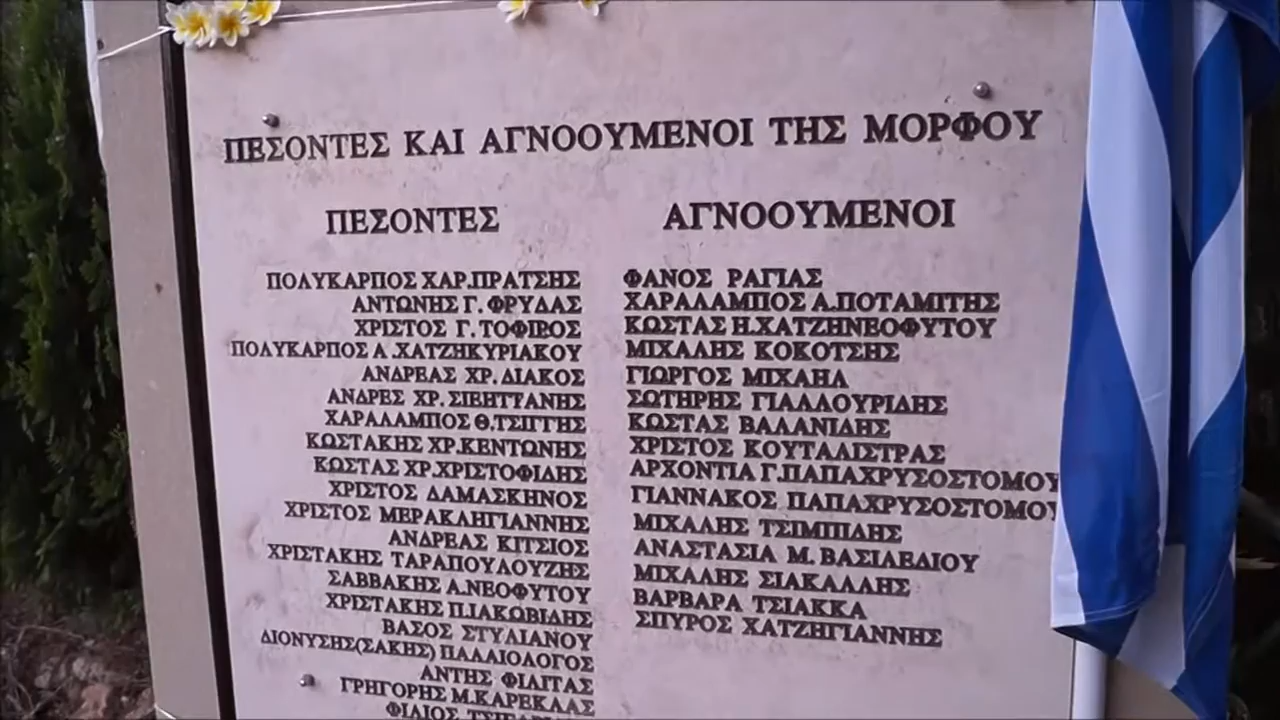 ΠΕΣΟΝΤΕΣ ΚΑΙ ΑΓΝΟΟΥΜΕΝΟΙ ΤΗΣ ΜΟΡΦΟΥ
ΠΕΣΟΝΤΕΣ
ΠΟΛΥΚΑΡΠΟΣ ΧΑΡ.ΠΡΑΤΣΗΣ
ΑΝΤΩΝΗΣ Γ. ΦΡΥΔΑΣ
ΧΡΙΣΤΟΣ Γ. ΤΟΦΙΡΟΣ
ΠΟΛΥΚΑΡΠΟΣ Α.ΧΑΤΖΗΚΥΡΙΑΚΟΥ
ΑΝΔΡΕΑΣ ΧΡ.ΔΙΑΚΟΣ
ΑΝΔΡΕΣ ΧΡ. ΣΙΒΗΤΑΝΗΣ
ΧΑΡΑΛΑΜΠΟΣ Θ.ΤΣΙΓΓΗΣ
ΚΩΣΤΑΚΗΣ ΧΡ.ΚΕΝΤΩΝΗΣ
ΚΩΣΤΑΣ ΧΡ.ΧΡΙΣΤΟΦΙΔΗΣ
ΧΡΙΣΤΟΣ ΔΑΜΑΣΚΗΝΟΣ
ΧΡΙΣΤΟΣ ΜΕΡΑΚΛΗΓΙΑΝΝΗΣ
ΑΝΔΡΕΑΣ ΚΙΤΣΙΟΣ
ΧΡΙΣΤΑΚΗΣ ΤΑΡΑΠΟΥΛΟΥΖΗΣ
ΣΑΒΒΑΚΗΣ Α.ΝΕΟΦΥΤΟΥ
ΧΡΙΣΤΑΚΗΣ Π.ΙΑΚΩΒΙΔΗΣ
ΒΑΣΟΣ ΣΤΥΛΙΑΝΟΥ
ΔΙΟΝΥΣΗΣ(ΣΑΚΗΣ) ΠΑΛΑΙΟΛΟΓΟΣ
ΑΝΤΗΣ ΦΙΛΙΤΑΣ
ΓΡΗΓΟΡΗΣ Μ.ΚΑΡΕΚΛΑΣ
ΦΙΛΙΟΣ
ΑΓΝΟΟΥΜΕΝΟΙ
ΦΑΝΟΣ ΡΑΓΙΑΣ
ΧΑΡΑΛΑΜΠΟΣ Α.ΠΟΤΑΜΙΤΗΣ
ΚΩΣΤΑΣ Η.ΧΑΤΖΗΝΕΟΦΥΤΟΥ
ΜΙΧΑΛΗΣ ΚΟΚΟΤΣΗΣ
ΓΙΩΡΓΟΣ ΜΙΧΑΗΛ
ΣΩΤΗΡΗΣ ΓΙΑΛΛΟΥΡΙΔΗΣ
ΚΩΣΤΑΣ ΒΑΛΑΝΙΔΗΣ
ΧΡΙΣΤΟΣ ΚΟΥΤΑΛΙΣΤΡΑΣ
ΑΡΧΟΝΤΙΑ Γ.ΠΑΠΑΧΡΥΣΟΣΤΟΜΟΥ
ΓΙΑΝΝΑΚΟΣ ΠΑΠΑΧΡΥΣΟΣΤΟΜΟΥ
ΜΙΧΑΛΗΣ ΤΣΙΜΠΙΔΗΣ
ΑΝΑΣΤΑΣΙΑ Μ. ΒΑΣΙΛΕΔΙΟΥ
ΜΙΧΑΛΗΣ ΣΙΑΚΑΛΛΗΣ
ΒΑΡΒΑΡΑ ΤΣΙΑΚΚΑ
ΣΠΥΡΟΣ ΧΑΤΖΗΓΙΑΝΝΗΣ